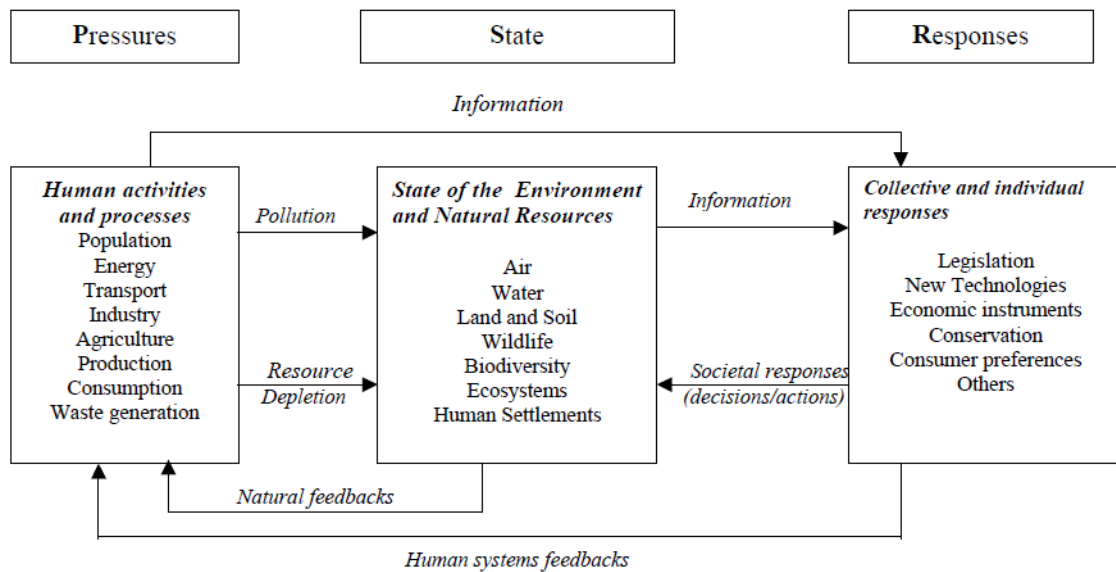 Pressures
State
Responses
Information
Human activities
and processes
Population
Energy
Transport
Industry
Agriculture
Production
Consumption
Waste generation
Pollution
Resource
Depletion
State of the Environment
and Natural Resources
Air
Water
Land and Soil
Wildlife
Biodiversity
Ecosystems
Human Settlements
Information
Societal responses
(decisions/actions)
Collective and individual
responses
Legislation
New Technologies
Economic instruments
Conservation
Consumer preferences
Others
Natural feedbacks
Human systems feedbacks